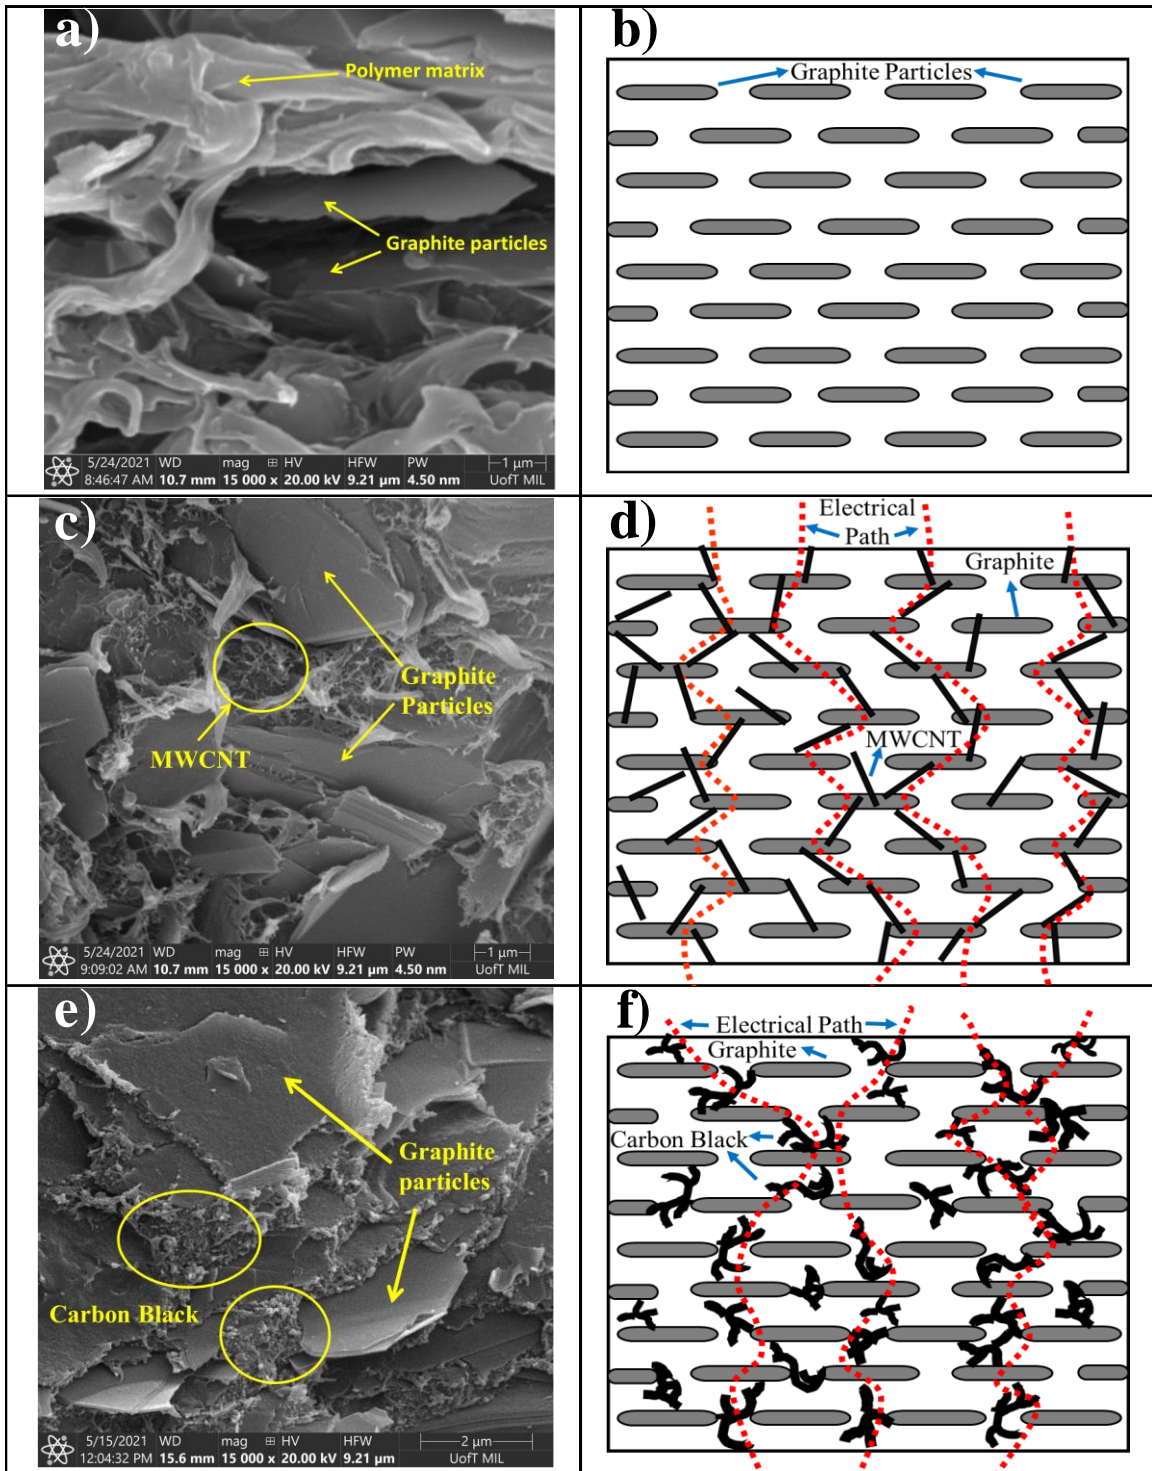 a)
Polymer matrix
Graphite particles
5/24/2021 WD mag HV HFW PW 1 µm
8:46:47 AM 10.7 mm 15 000 x 20.00 kV 9.21 µm 4.50 nm UofT MIL
b)
Graphite Particles
c)
Graphite
Particles
MWCNT
5/24/2021 WD mag HV HFW PW 1 µm
9:09:02 AM 10.7 mm 15 000 x 20.00 kV 9.21 µm 4.50 nm UofT MIL
d)
Electrical
Path
Graphite
MWCNT
e)
Graphite
particles
Carbon Black
5/15/2021 WD mag HV HFW 2 µm
12:04:32 PM 15.6 mm 15 000 x 20.00 kV 9.21 µm UofT MIL
f)
Electrical Path
Graphite
Carbon Black